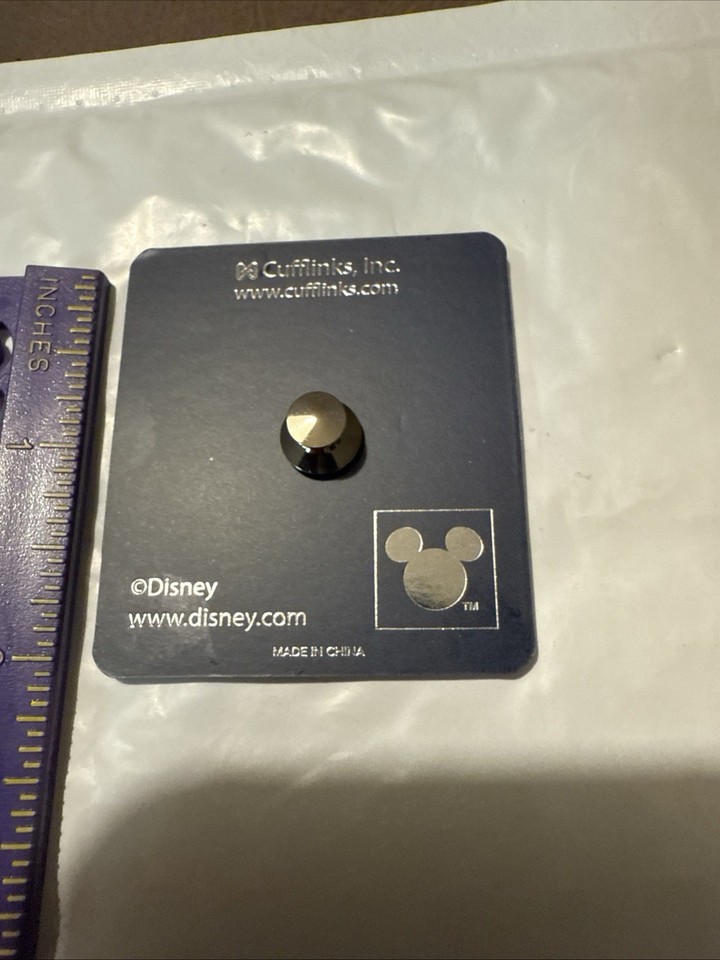 Cufflinks, Inc.
www.cufflinks.com
INCHES
1
©Disney
www.disney.com
TM
MADE IN CHINA